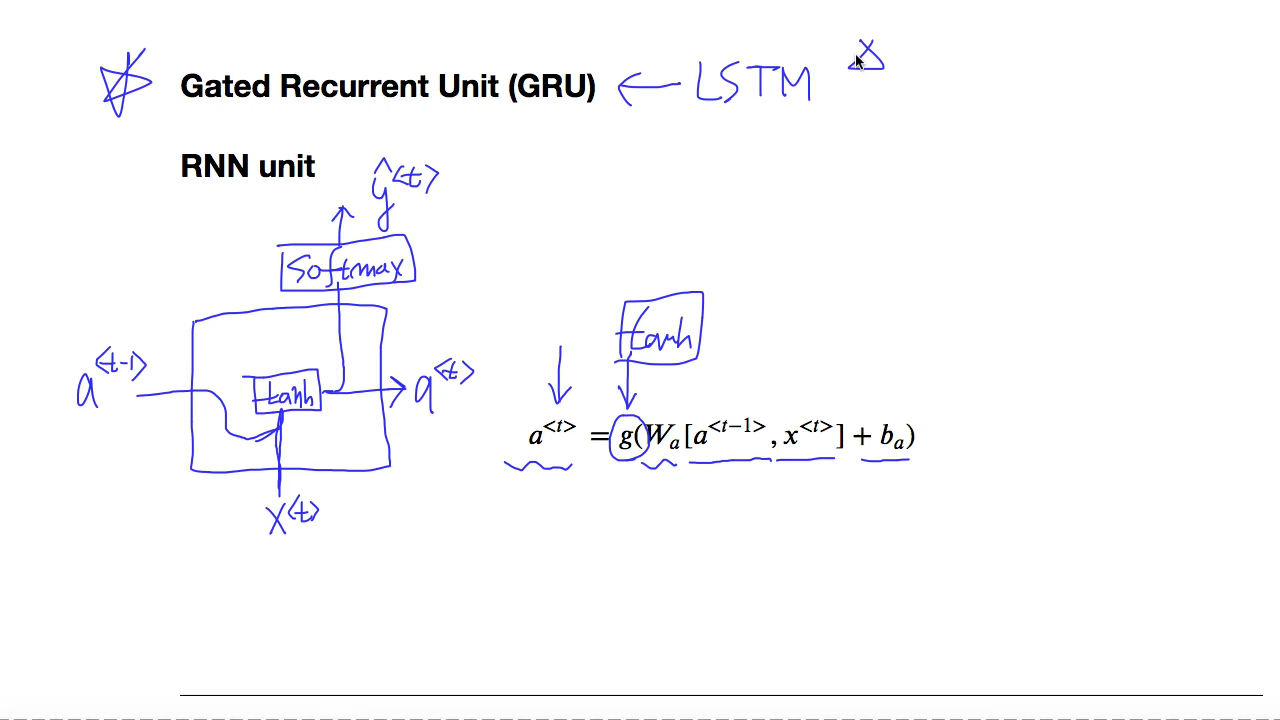 Gated Recurrent Unit (GRU) ← LSTM
RNN unit
ŷ<t>
Softmax
a<t-1>
tanh
a<t>
x<t>
tanh
a<t> = g(Wa[a<t−1>, x<t>] + ba)